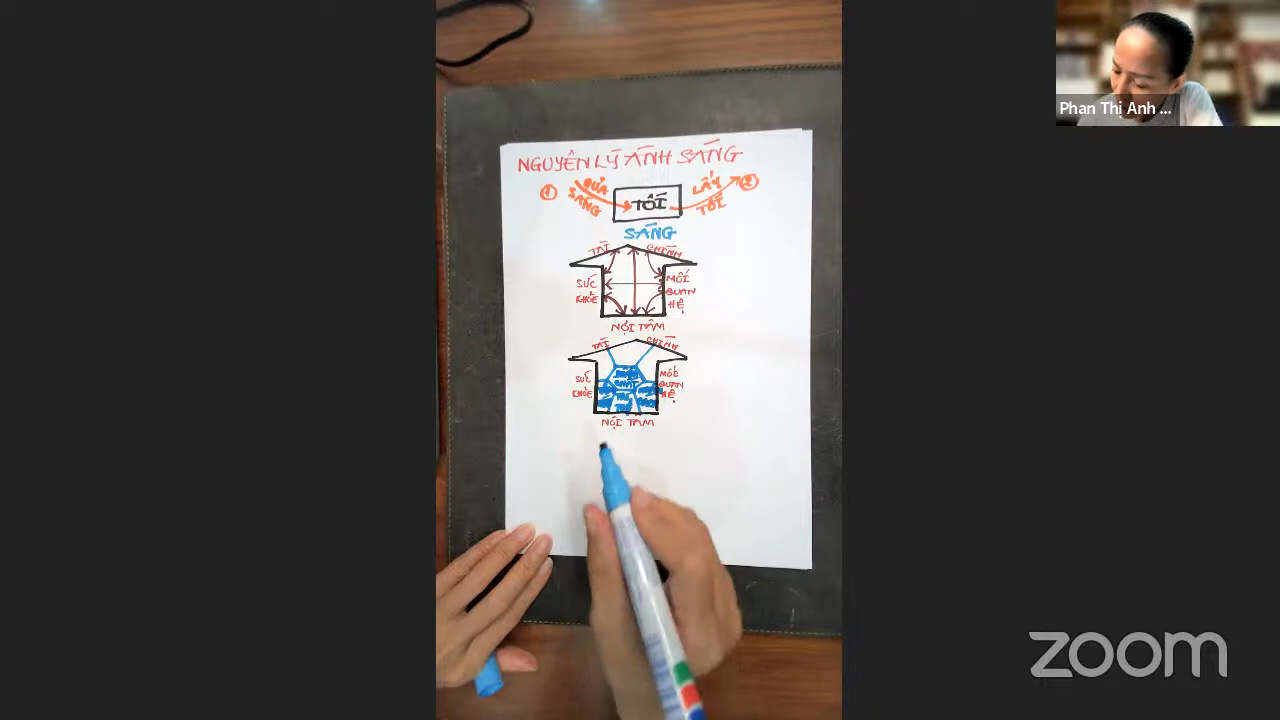 Phan Thị Anh ...
NGUYÊN LÝ ÁNH SÁNG
① QUẢ SÁNG
TỐI
LẤY TỐI ②
SÁNG
TÀI CHÍNH
SỨC KHỎE
MỐI QUAN HỆ
NỘI TÂM
TÀI CHÍNH
SỨC KHỎE
MỐI QUAN HỆ
NỘI TÂM
zoom